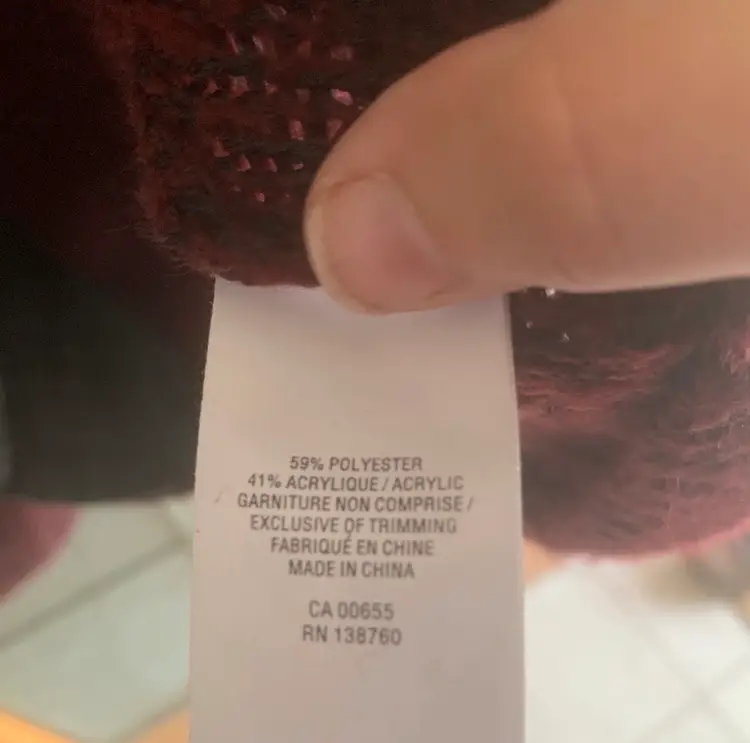 59% POLYESTER
41% ACRYLIQUE / ACRYLIC
GARNITURE NON COMPRISE /
EXCLUSIVE OF TRIMMING
FABRIQUÉ EN CHINE
MADE IN CHINA
CA 00655
RN 138760